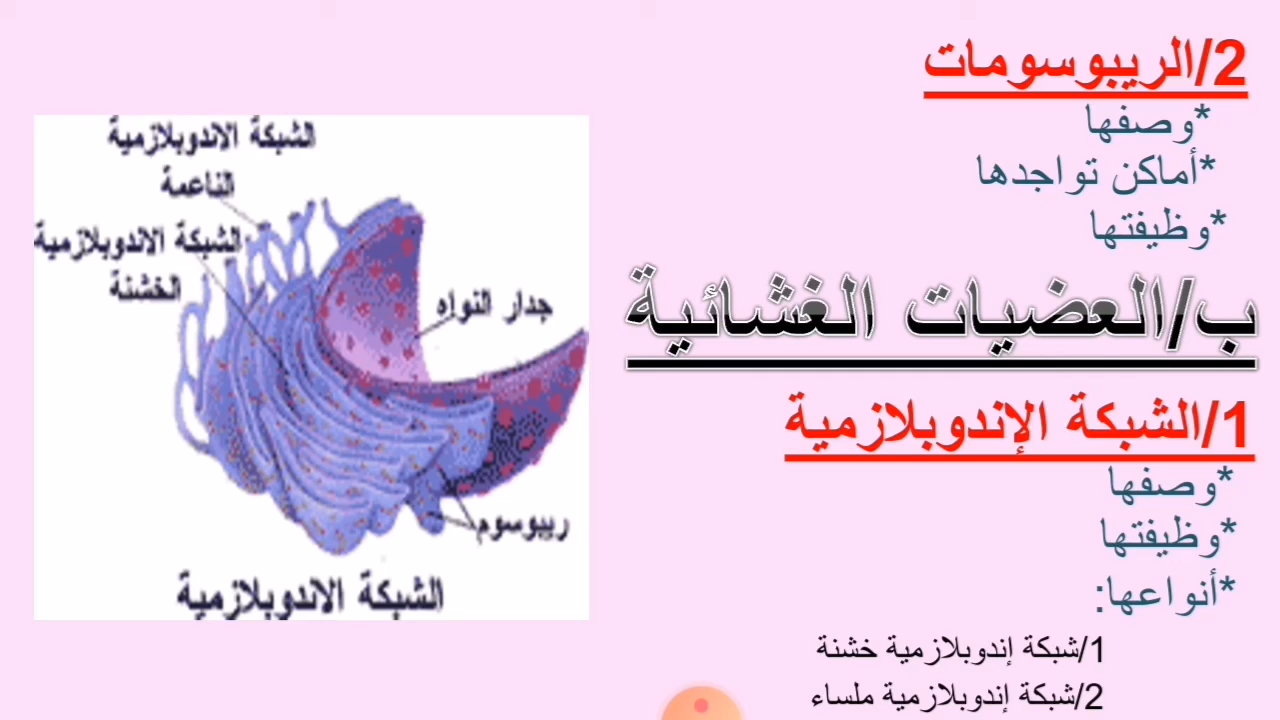 2/الريبوسومات
*وصفها
*أماكن تواجدها
*وظيفتها
ب/العضيات الغشائية
1/الشبكة الإندوبلازمية
*وصفها
*وظيفتها
*أنواعها:
1/شبكة إندوبلازمية خشنة
2/شبكة إندوبلازمية ملساء
الشبكة الاندوبلازمية
الناعمة
الشبكة الاندوبلازمية
الخشنة
جدار النواه
ريبوسوم
الشبكة الاندوبلازمية